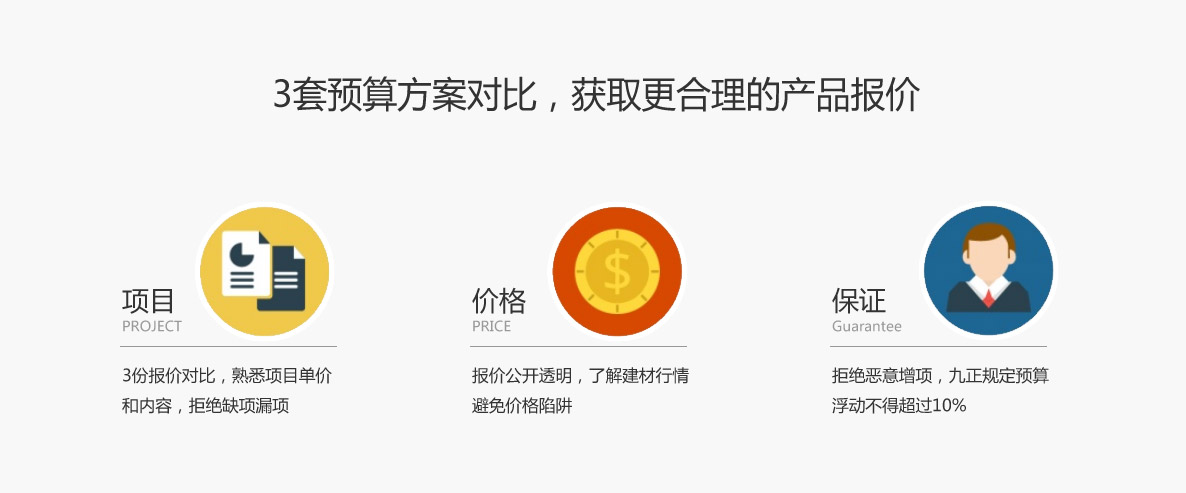 3套预算方案对比，获取更合理的产品报价
项目
PROJECT
3份报价对比，熟悉项目单价
和内容，拒绝缺项漏项
价格
PRICE
报价公开透明，了解建材行情
避免价格陷阱
保证
Guarantee
拒绝恶意增项，九正规定预算
浮动不得超过10%